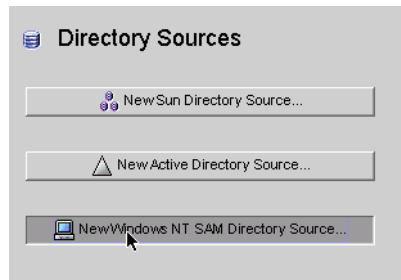 Directory Sources
New Sun Directory Source...
New Active Directory Source...
New Windows NT SAM Directory Source...